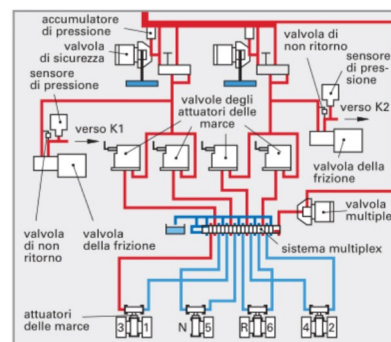 accumulatore
di pressione
valvola
di sicurezza
sensore
di pressione
verso K1
valvole degli
attuatori delle
marce
valvola di
non ritorno
sensore
di pres-
sione
verso K2
valvola della
frizione
valvola
di non
ritorno
valvola
della frizione
valvola
multiple
sistema multiplex
attuatori
delle marce
3 1 N 5 R 6 4 2